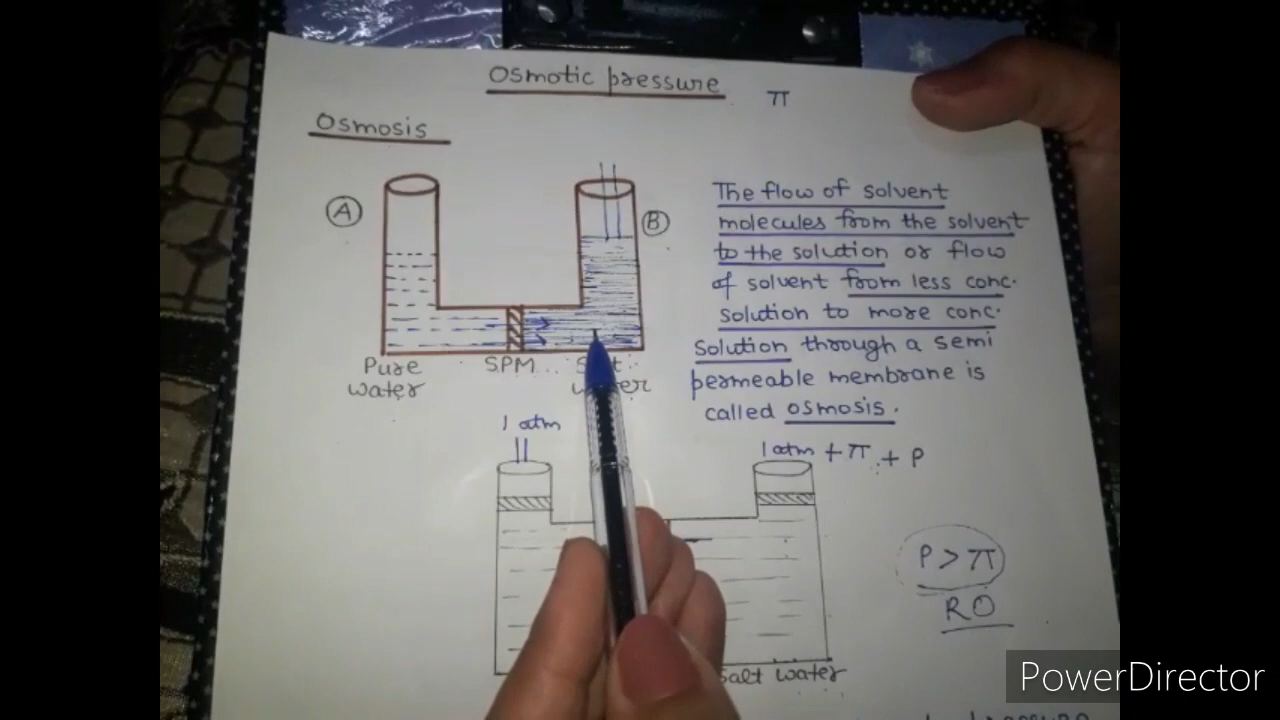 Osmotic pressure π
Osmosis
A
B
The flow of solvent
molecules from the solvent
to the solution or flow
of solvent from less conc.
solution to more conc.
solution through a semi
permeable membrane is
called osmosis.
Pure
water
SPM
1 atm
1 atm + π + P
P > π
RO
Salt water
PowerDirector